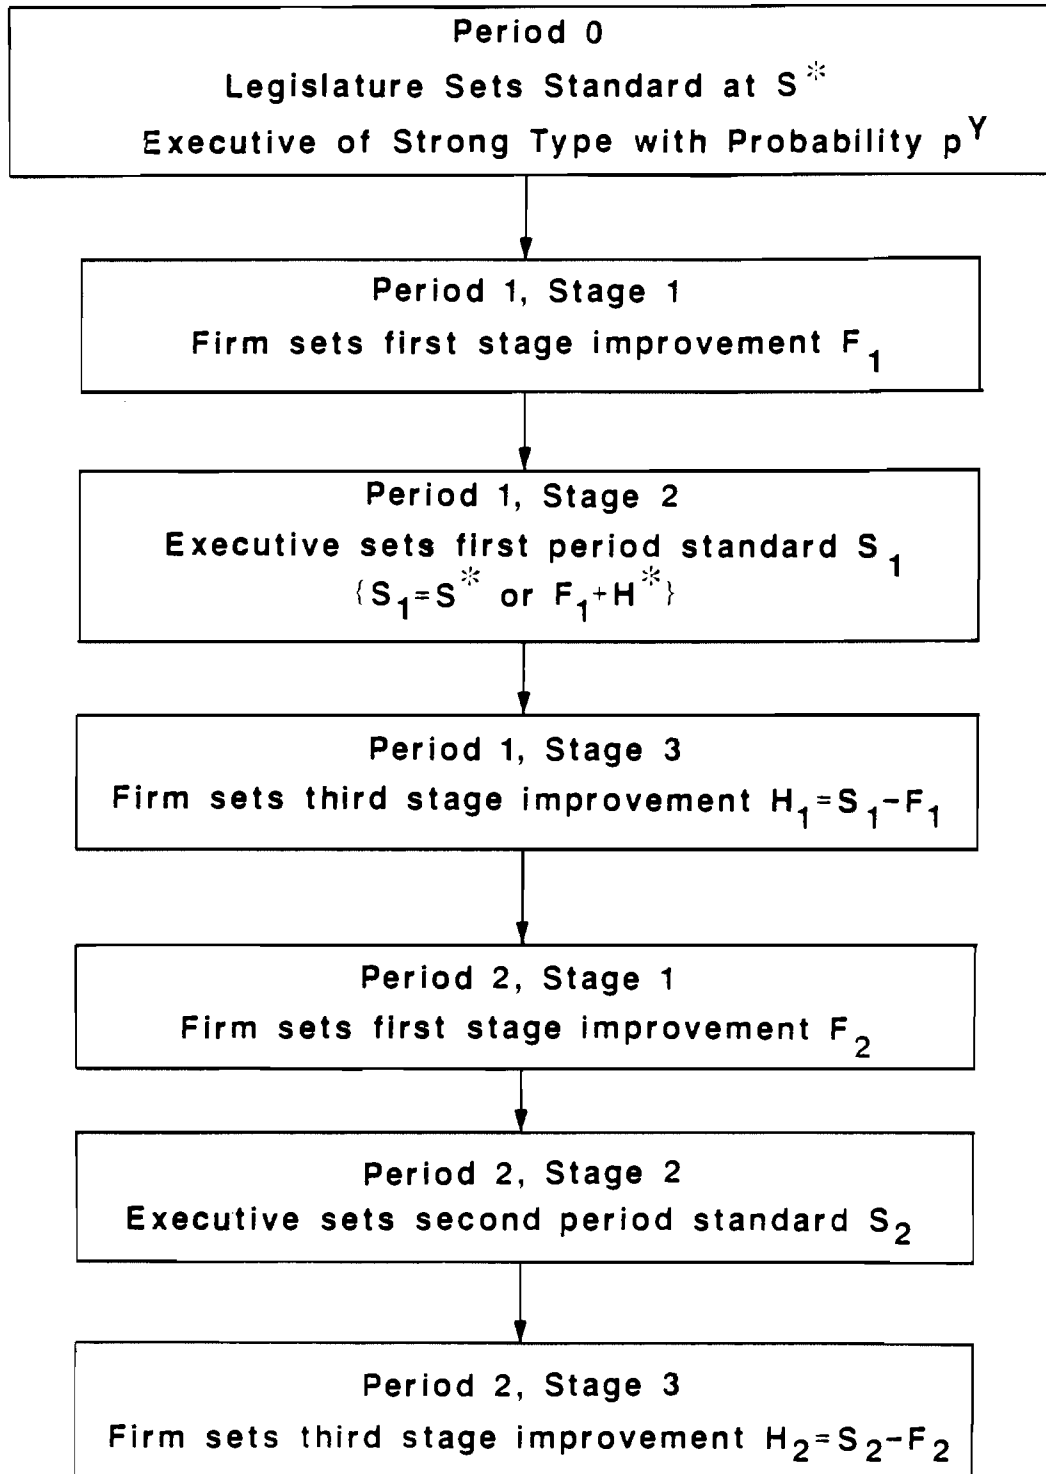 Period 0
Legislature Sets Standard at S*
Executive of Strong Type with Probability p^Y
Period 1, Stage 1
Firm sets first stage improvement F₁
Period 1, Stage 2
Executive sets first period standard S₁
{S₁=S* or F₁+H*}
Period 1, Stage 3
Firm sets third stage improvement H₁=S₁-F₁
Period 2, Stage 1
Firm sets first stage improvement F₂
Period 2, Stage 2
Executive sets second period standard S₂
Period 2, Stage 3
Firm sets third stage improvement H₂=S₂-F₂